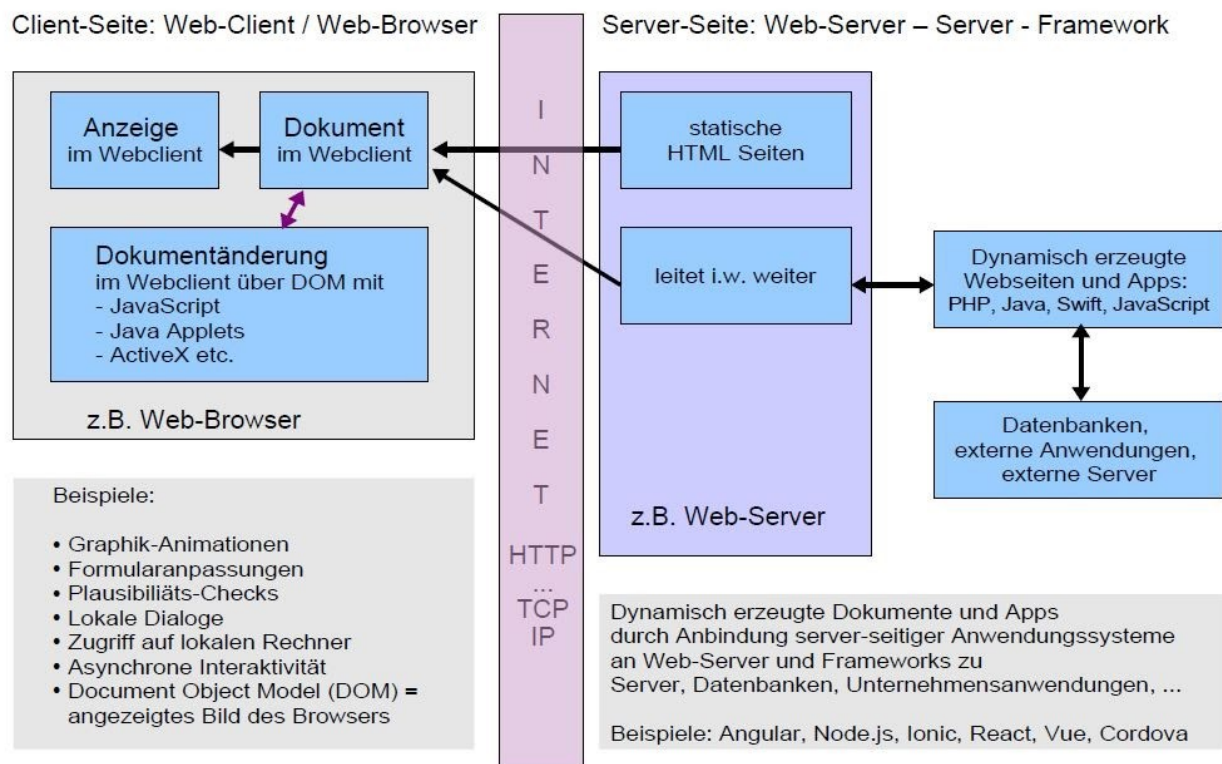 Client-Seite: Web-Client / Web-Browser
Anzeige
im Webclient
Dokument
im Webclient
Dokumentänderung
im Webclient über DOM mit
- JavaScript
- Java Applets
- ActiveX etc.
z.B. Web-Browser
Beispiele:
• Graphik-Animationen
• Formularanpassungen
• Plausibiliäts-Checks
• Lokale Dialoge
• Zugriff auf lokalen Rechner
• Asynchrone Interaktivität
• Document Object Model (DOM) =
angezeigtes Bild des Browsers
I
N
T
E
R
N
E
T
HTTP
...
TCP
IP
Server-Seite: Web-Server – Server - Framework
statische
HTML Seiten
leitet i.w. weiter
z.B. Web-Server
Dynamisch erzeugte
Webseiten und Apps:
PHP, Java, Swift, JavaScript
Datenbanken,
externe Anwendungen,
externe Server
Dynamisch erzeugte Dokumente und Apps
durch Anbindung server-seitiger Anwendungssysteme
an Web-Server und Frameworks zu
Server, Datenbanken, Unternehmensanwendungen, ...
Beispiele: Angular, Node.js, Ionic, React, Vue, Cordova